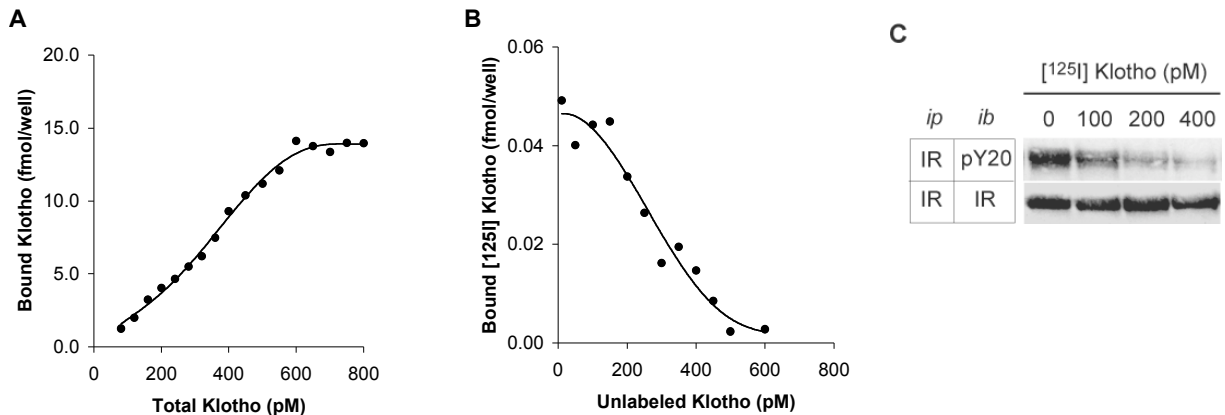 A
Bound Klotho (fmol/well)
20.0
15.0
10.0
5.0
0.0
0 200 400 600 800
Total Klotho (pM)
B
Bound [125I] Klotho (fmol/well)
0.06
0.04
0.02
0.00
0 200 400 600 800
Unlabeled Klotho (pM)
C
[¹²⁵I] Klotho (pM)
ip ib 0 100 200 400
IR pY20
IR IR